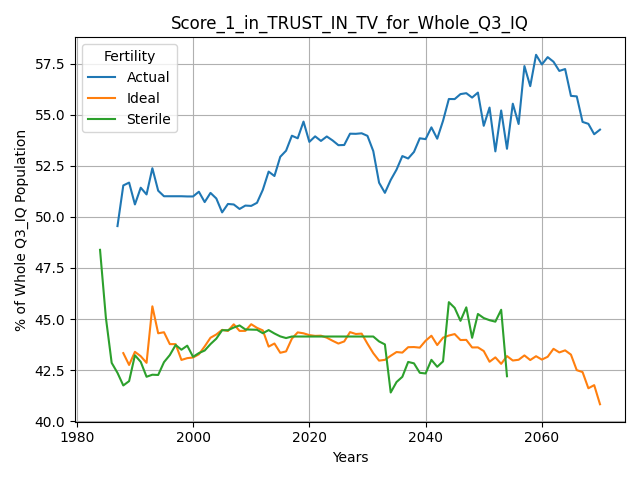 Score_1_in_TRUST_IN_TV_for_Whole_Q3_IQ
Fertility
Actual
Ideal
Sterile
% of Whole Q3_IQ Population
57.5
55.0
52.5
50.0
47.5
45.0
42.5
40.0
1980
2000
2020
2040
2060
Years